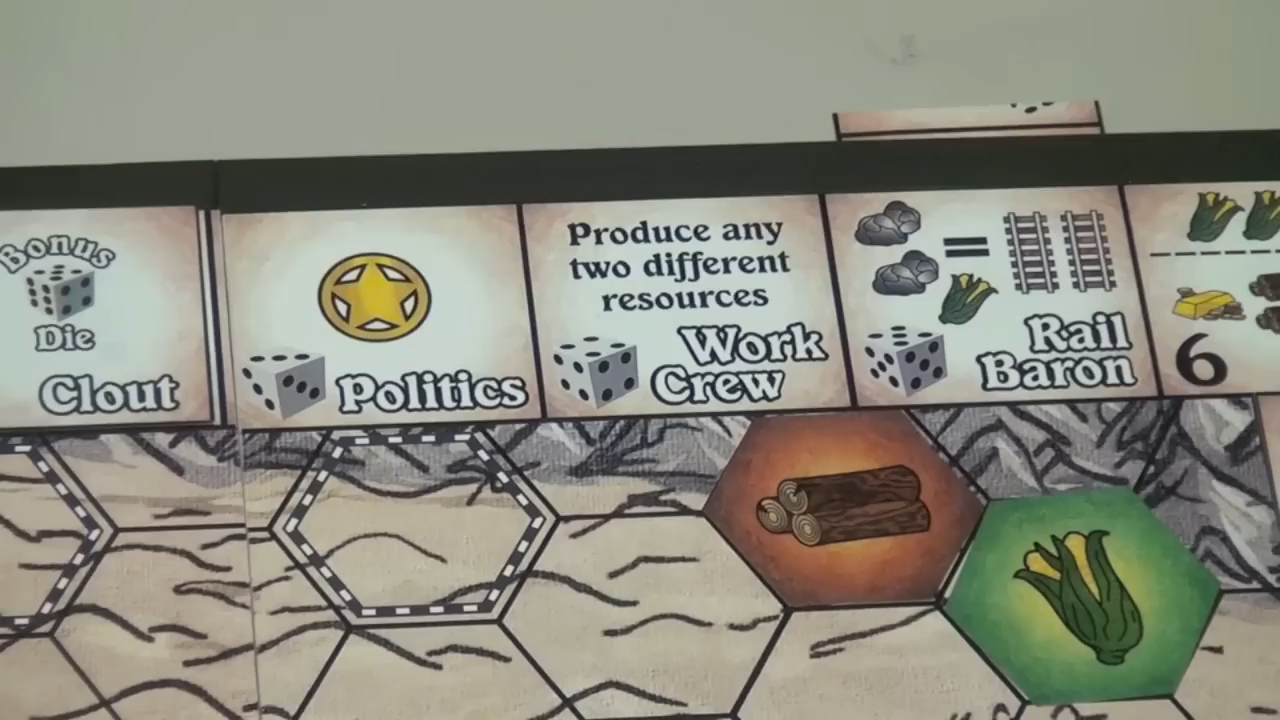 Bonus
Die
Clout
Politics
Produce any
two different
resources
Work
Crew
Rail
Baron
6